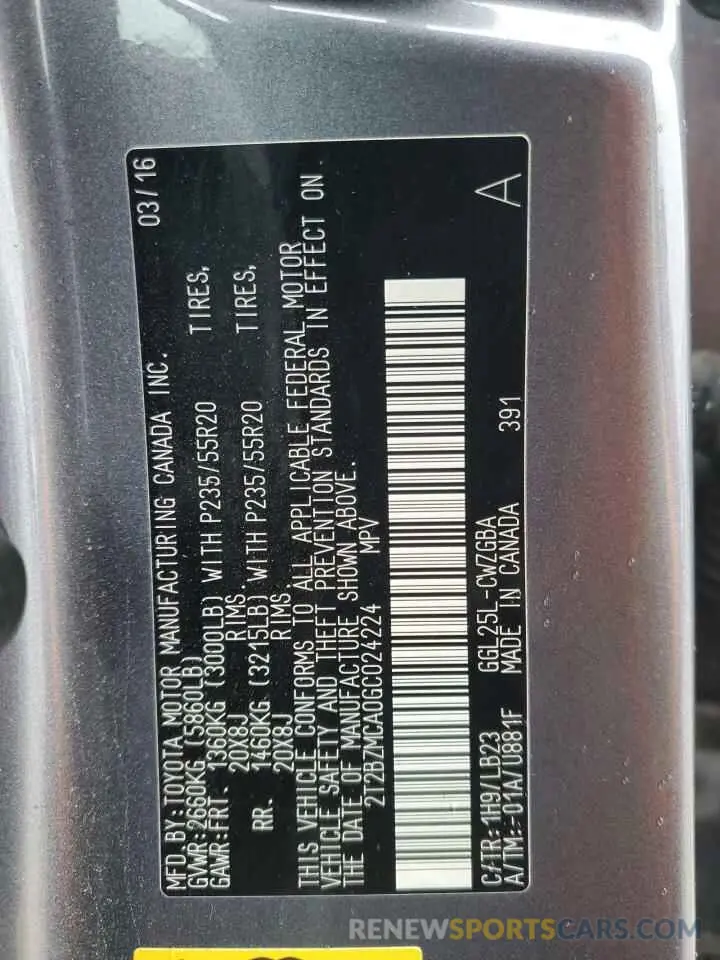 MFD.BY:TOYOTA MOTOR MANUFACTURING CANADA INC. 03/16
GVWR:2660KG (5860LB)
GAWR:FRT. 1360KG (3000LB) WITH P235/55R20 TIRES,
20X8J RIMS.
RR. 1460KG (3215LB) WITH P235/55R20 TIRES,
20X8J RIMS.
THIS VEHICLE CONFORMS TO ALL APPLICABLE FEDERAL MOTOR
VEHICLE SAFETY AND THEFT PREVENTION STANDARDS IN EFFECT ON
THE DATE OF MANUFACTURE SHOWN ABOVE.
2T2BZMCA0GC024224 MPV
C/TR:1H9/LB23 GGL25L-CWZGBA
A/TM:-01A/U881F MADE IN CANADA 391 A
RENEWSPORTSCARS.COM